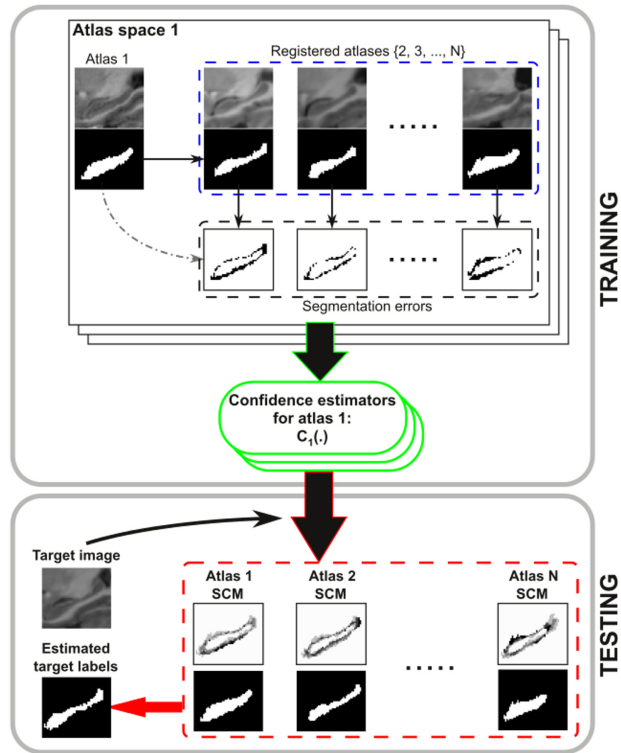 Atlas space 1
Atlas 1
Registered atlases {2, 3, ..., N}
.....
.....
Segmentation errors
TRAINING
Confidence estimators
for atlas 1:
C1(.)
Target image
Estimated
target labels
Atlas 1
SCM
Atlas 2
SCM
Atlas N
SCM
.....
TESTING